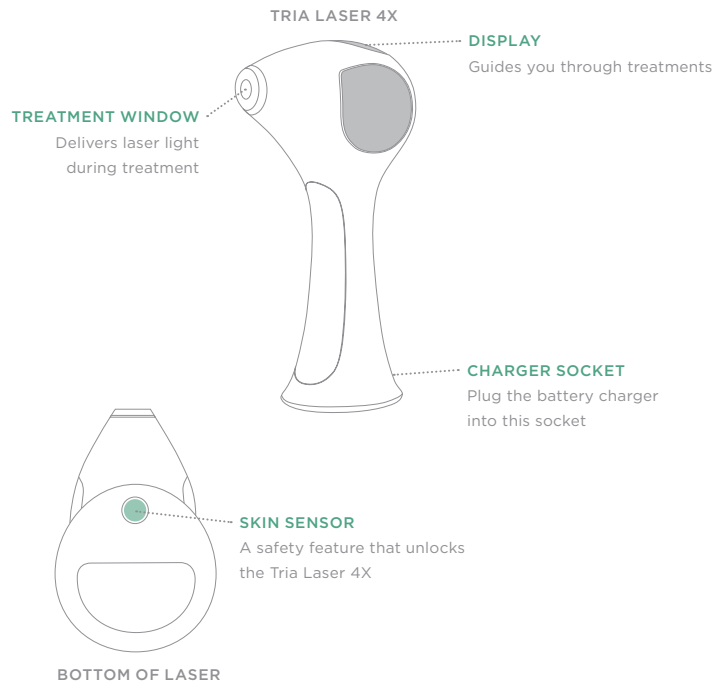 TRIA LASER 4X
DISPLAY
Guides you through treatments
TREATMENT WINDOW
Delivers laser light
during treatment
CHARGER SOCKET
Plug the battery charger
into this socket
SKIN SENSOR
A safety feature that unlocks
the Tria Laser 4X
BOTTOM OF LASER